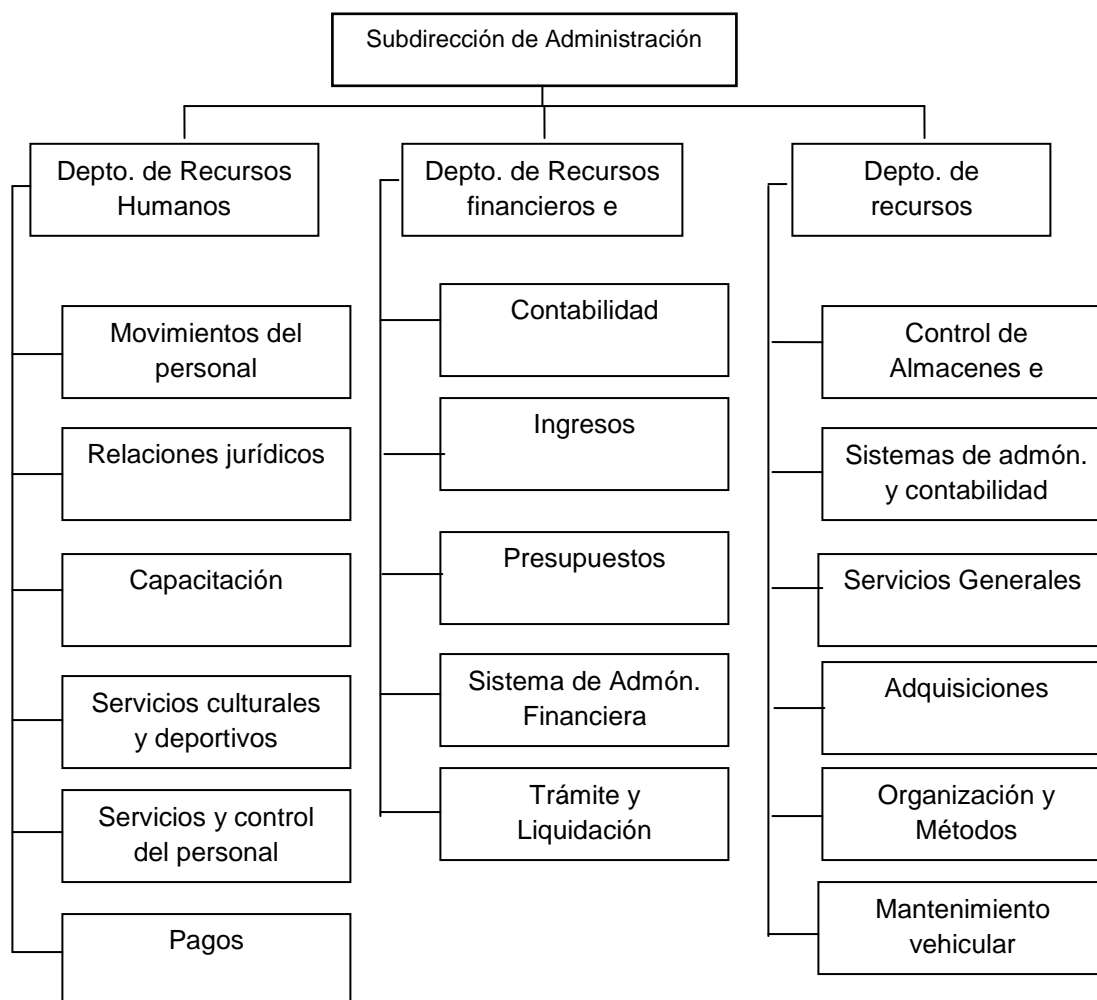 Subdirección de Administración
Depto. de Recursos
Humanos
Depto. de Recursos
financieros e
Depto. de
recursos
Movimientos del
personal
Relaciones jurídicos
Capacitación
Servicios culturales
y deportivos
Servicios y control
del personal
Pagos
Contabilidad
Ingresos
Presupuestos
Sistema de Admón.
Financiera
Trámite y
Liquidación
Control de
Almacenes e
Sistemas de admón.
y contabilidad
Servicios Generales
Adquisiciones
Organización y
Métodos
Mantenimiento
vehicular